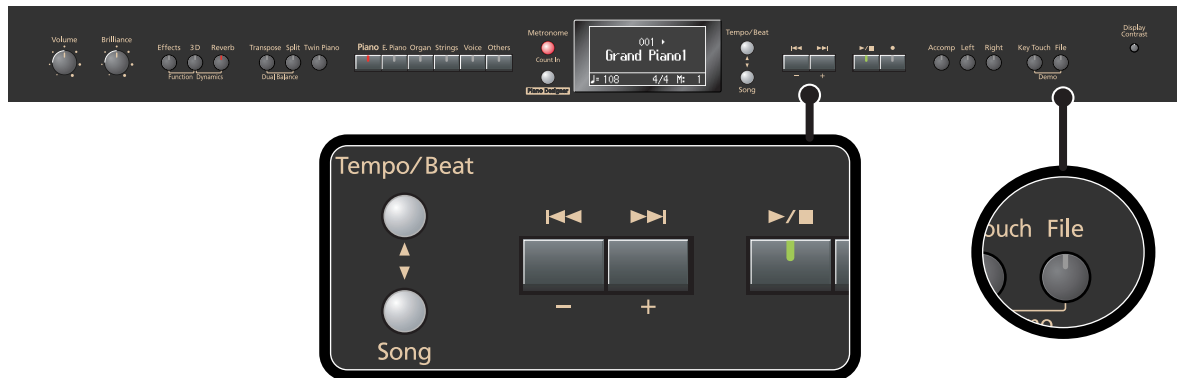 Volume
Brilliance
Effects 3D Reverb
Function Dynamics
Transpose Split Twin Piano
Dual Balance
Piano E. Piano Organ Strings Voice Others
Metronome
Count In
Piano Designer
001
Grand Piano1
♩= 108 4/4 M: 1
Tempo/Beat
Song
− +
Accomp Left Right
Key Touch File
Demo
Display
Contrast
Tempo/Beat
Song
− +
ouch File
mo